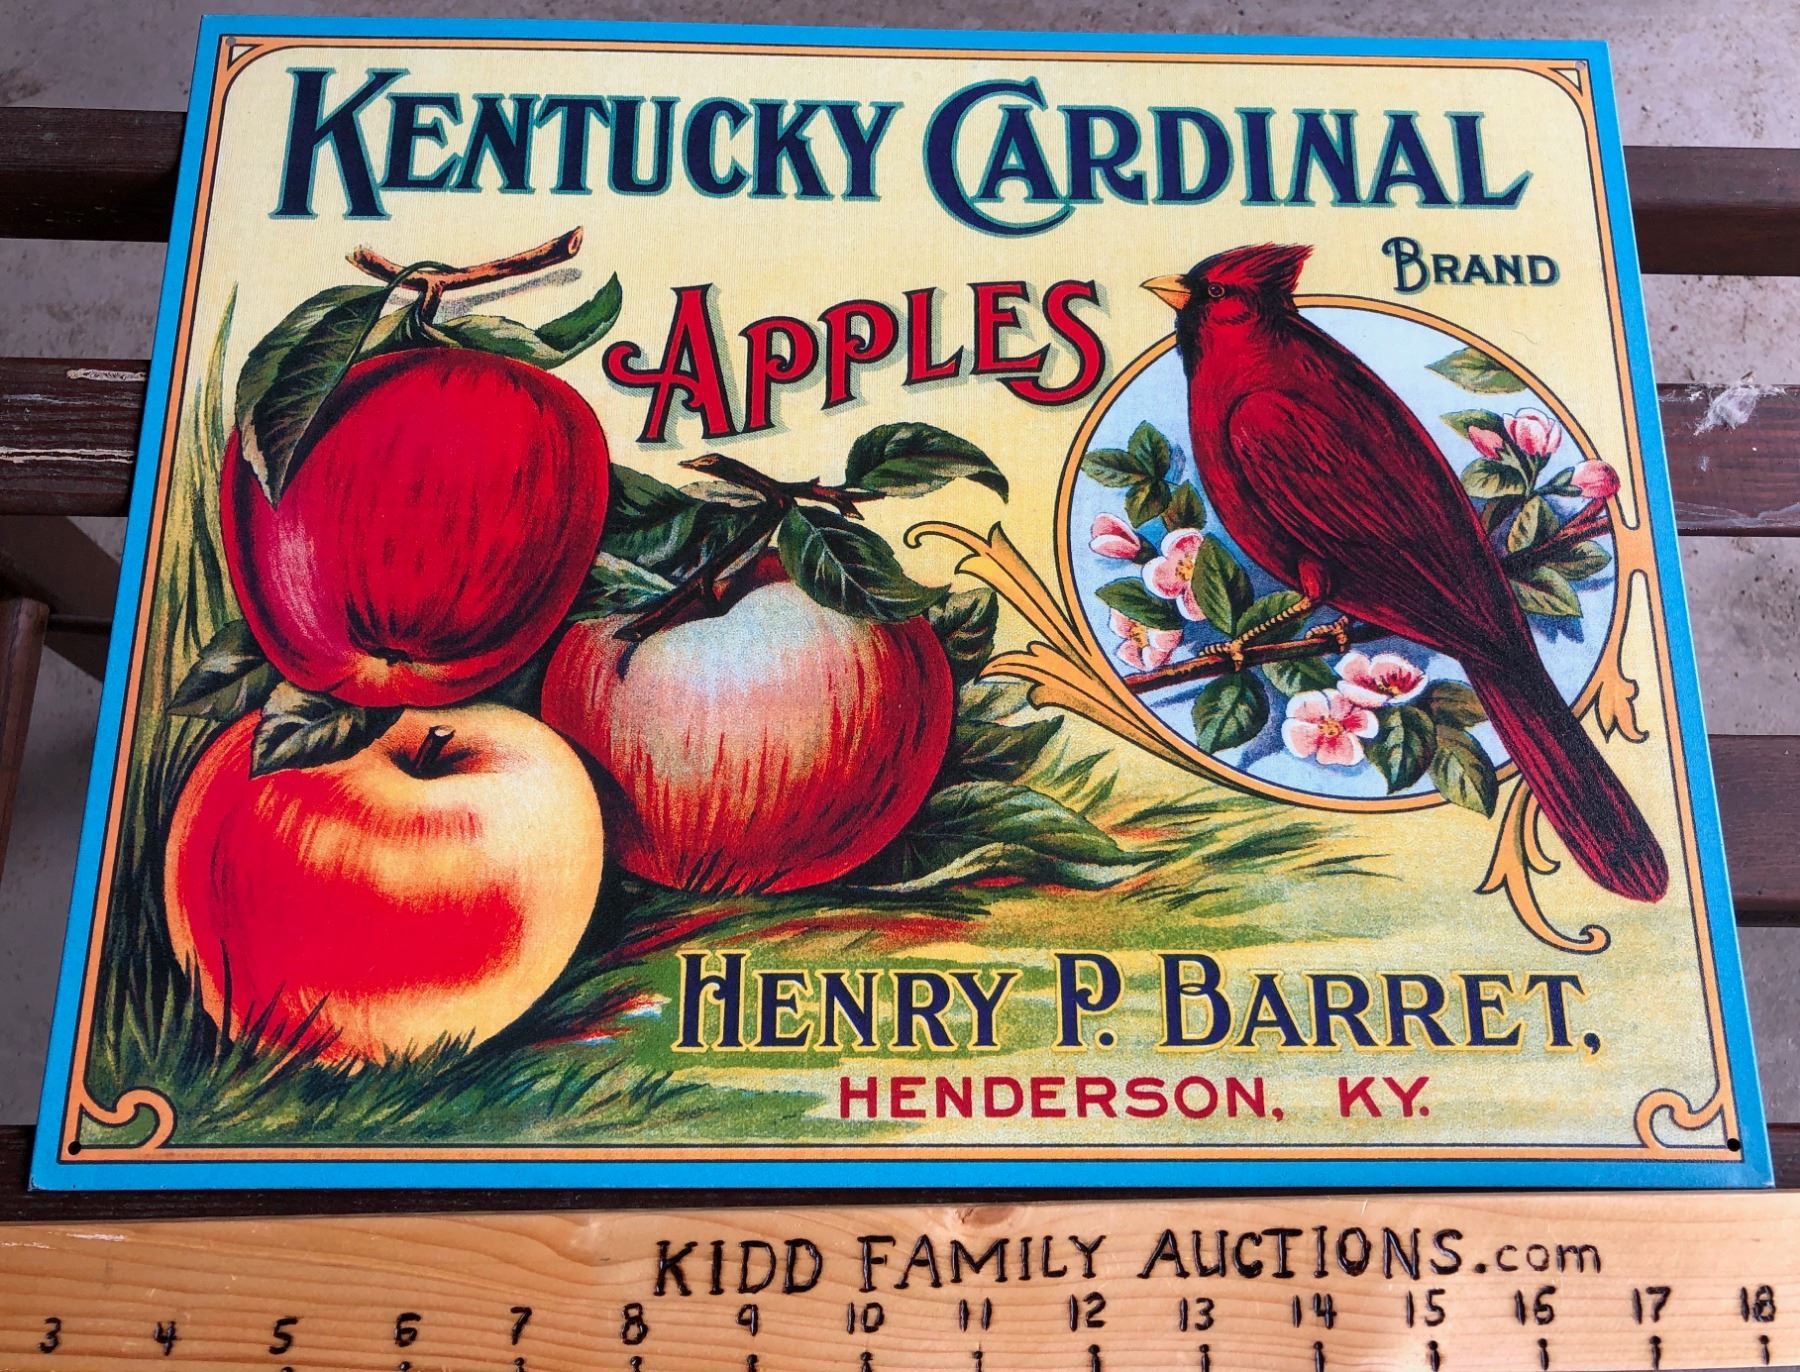 KENTUCKY CARDINAL
BRAND
APPLES
HENRY P. BARRET,
HENDERSON, KY.
KIDD FAMILY AUCTIONS.com
3 4 5 6 7 8 9 10 11 12 13 14 15 16 17 18